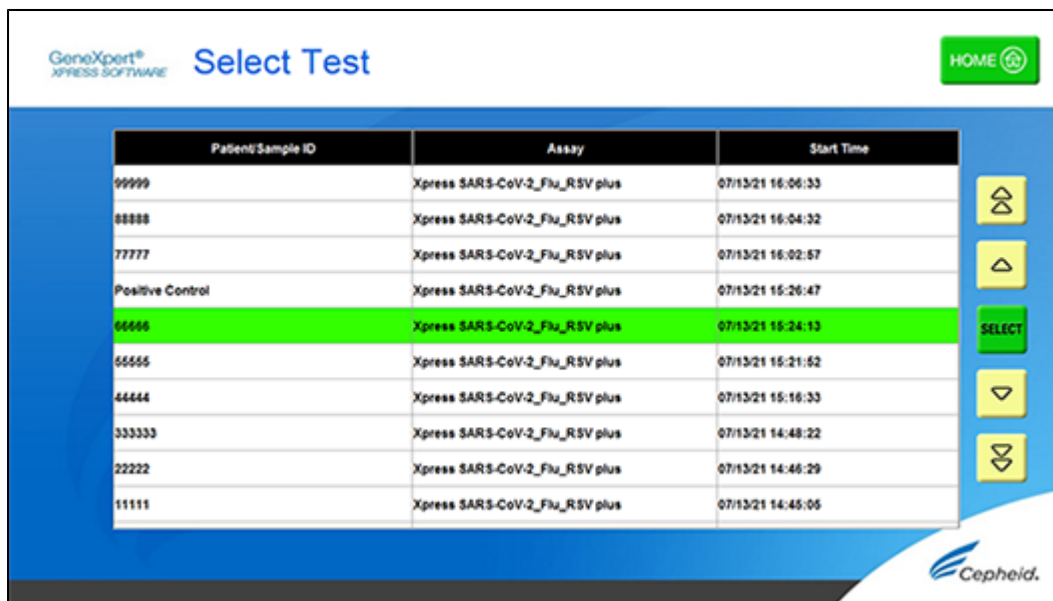 GeneXpert®
XPRESS SOFTWARE
Select Test
HOME
Patient/Sample ID Assay Start Time
99999 Xpress SARS-CoV-2_Flu_RSV plus 07/13/21 16:06:33
88888 Xpress SARS-CoV-2_Flu_RSV plus 07/13/21 16:04:32
77777 Xpress SARS-CoV-2_Flu_RSV plus 07/13/21 16:02:57
Positive Control Xpress SARS-CoV-2_Flu_RSV plus 07/13/21 15:26:47
66666 Xpress SARS-CoV-2_Flu_RSV plus 07/13/21 15:24:13
SELECT
55555 Xpress SARS-CoV-2_Flu_RSV plus 07/13/21 15:21:52
44444 Xpress SARS-CoV-2_Flu_RSV plus 07/13/21 15:16:33
333333 Xpress SARS-CoV-2_Flu_RSV plus 07/13/21 14:48:22
22222 Xpress SARS-CoV-2_Flu_RSV plus 07/13/21 14:46:29
11111 Xpress SARS-CoV-2_Flu_RSV plus 07/13/21 14:45:05
Cepheid.